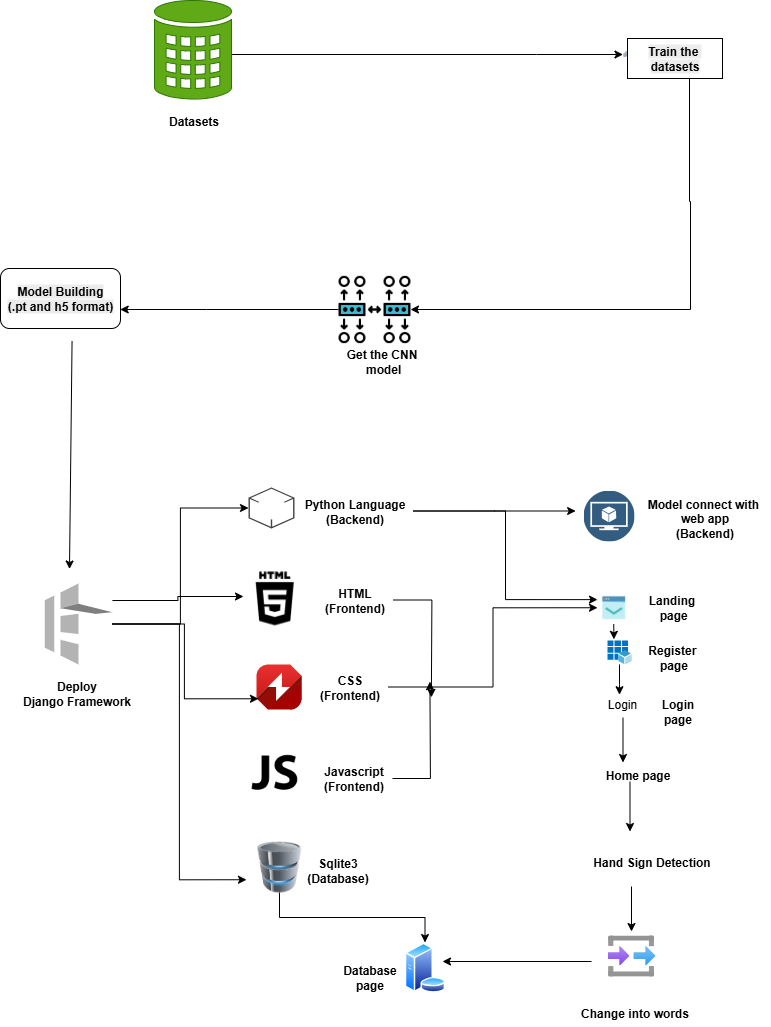 Train the
datasets
Datasets
Model Building
(.pt and h5 format)
Get the CNN
model
Python Language
(Backend)
Model connect with
web app
(Backend)
HTML
5
HTML
(Frontend)
Landing
page
Register
page
Deploy
Django Framework
CSS
(Frontend)
Login
Login
page
JS
Javascript
(Frontend)
Home page
Sqlite3
(Database)
Hand Sign Detection
Database
page
Change into words